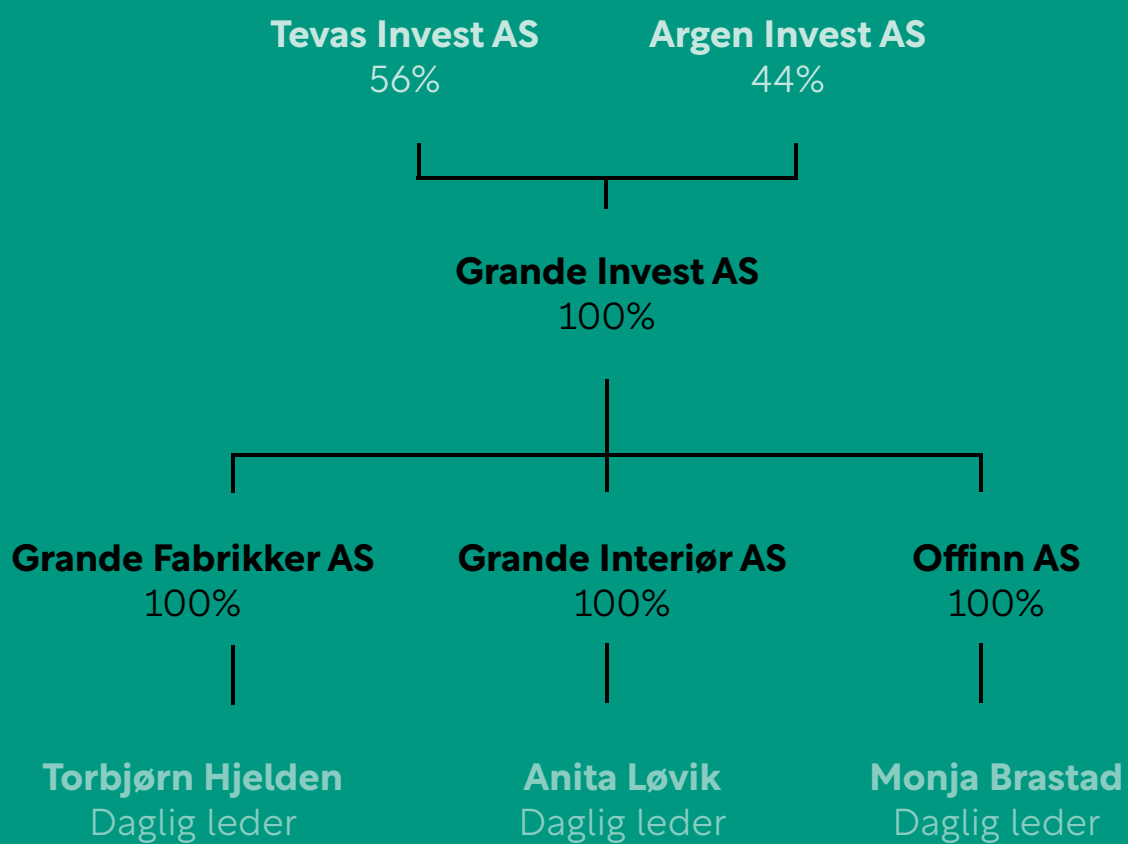 Tevas Invest AS
56%
Argen Invest AS
44%
Grande Invest AS
100%
Grande Fabrikker AS
100%
Grande Interiør AS
100%
Offinn AS
100%
Torbjørn Hjelden
Daglig leder
Anita Løvik
Daglig leder
Monja Brastad
Daglig leder